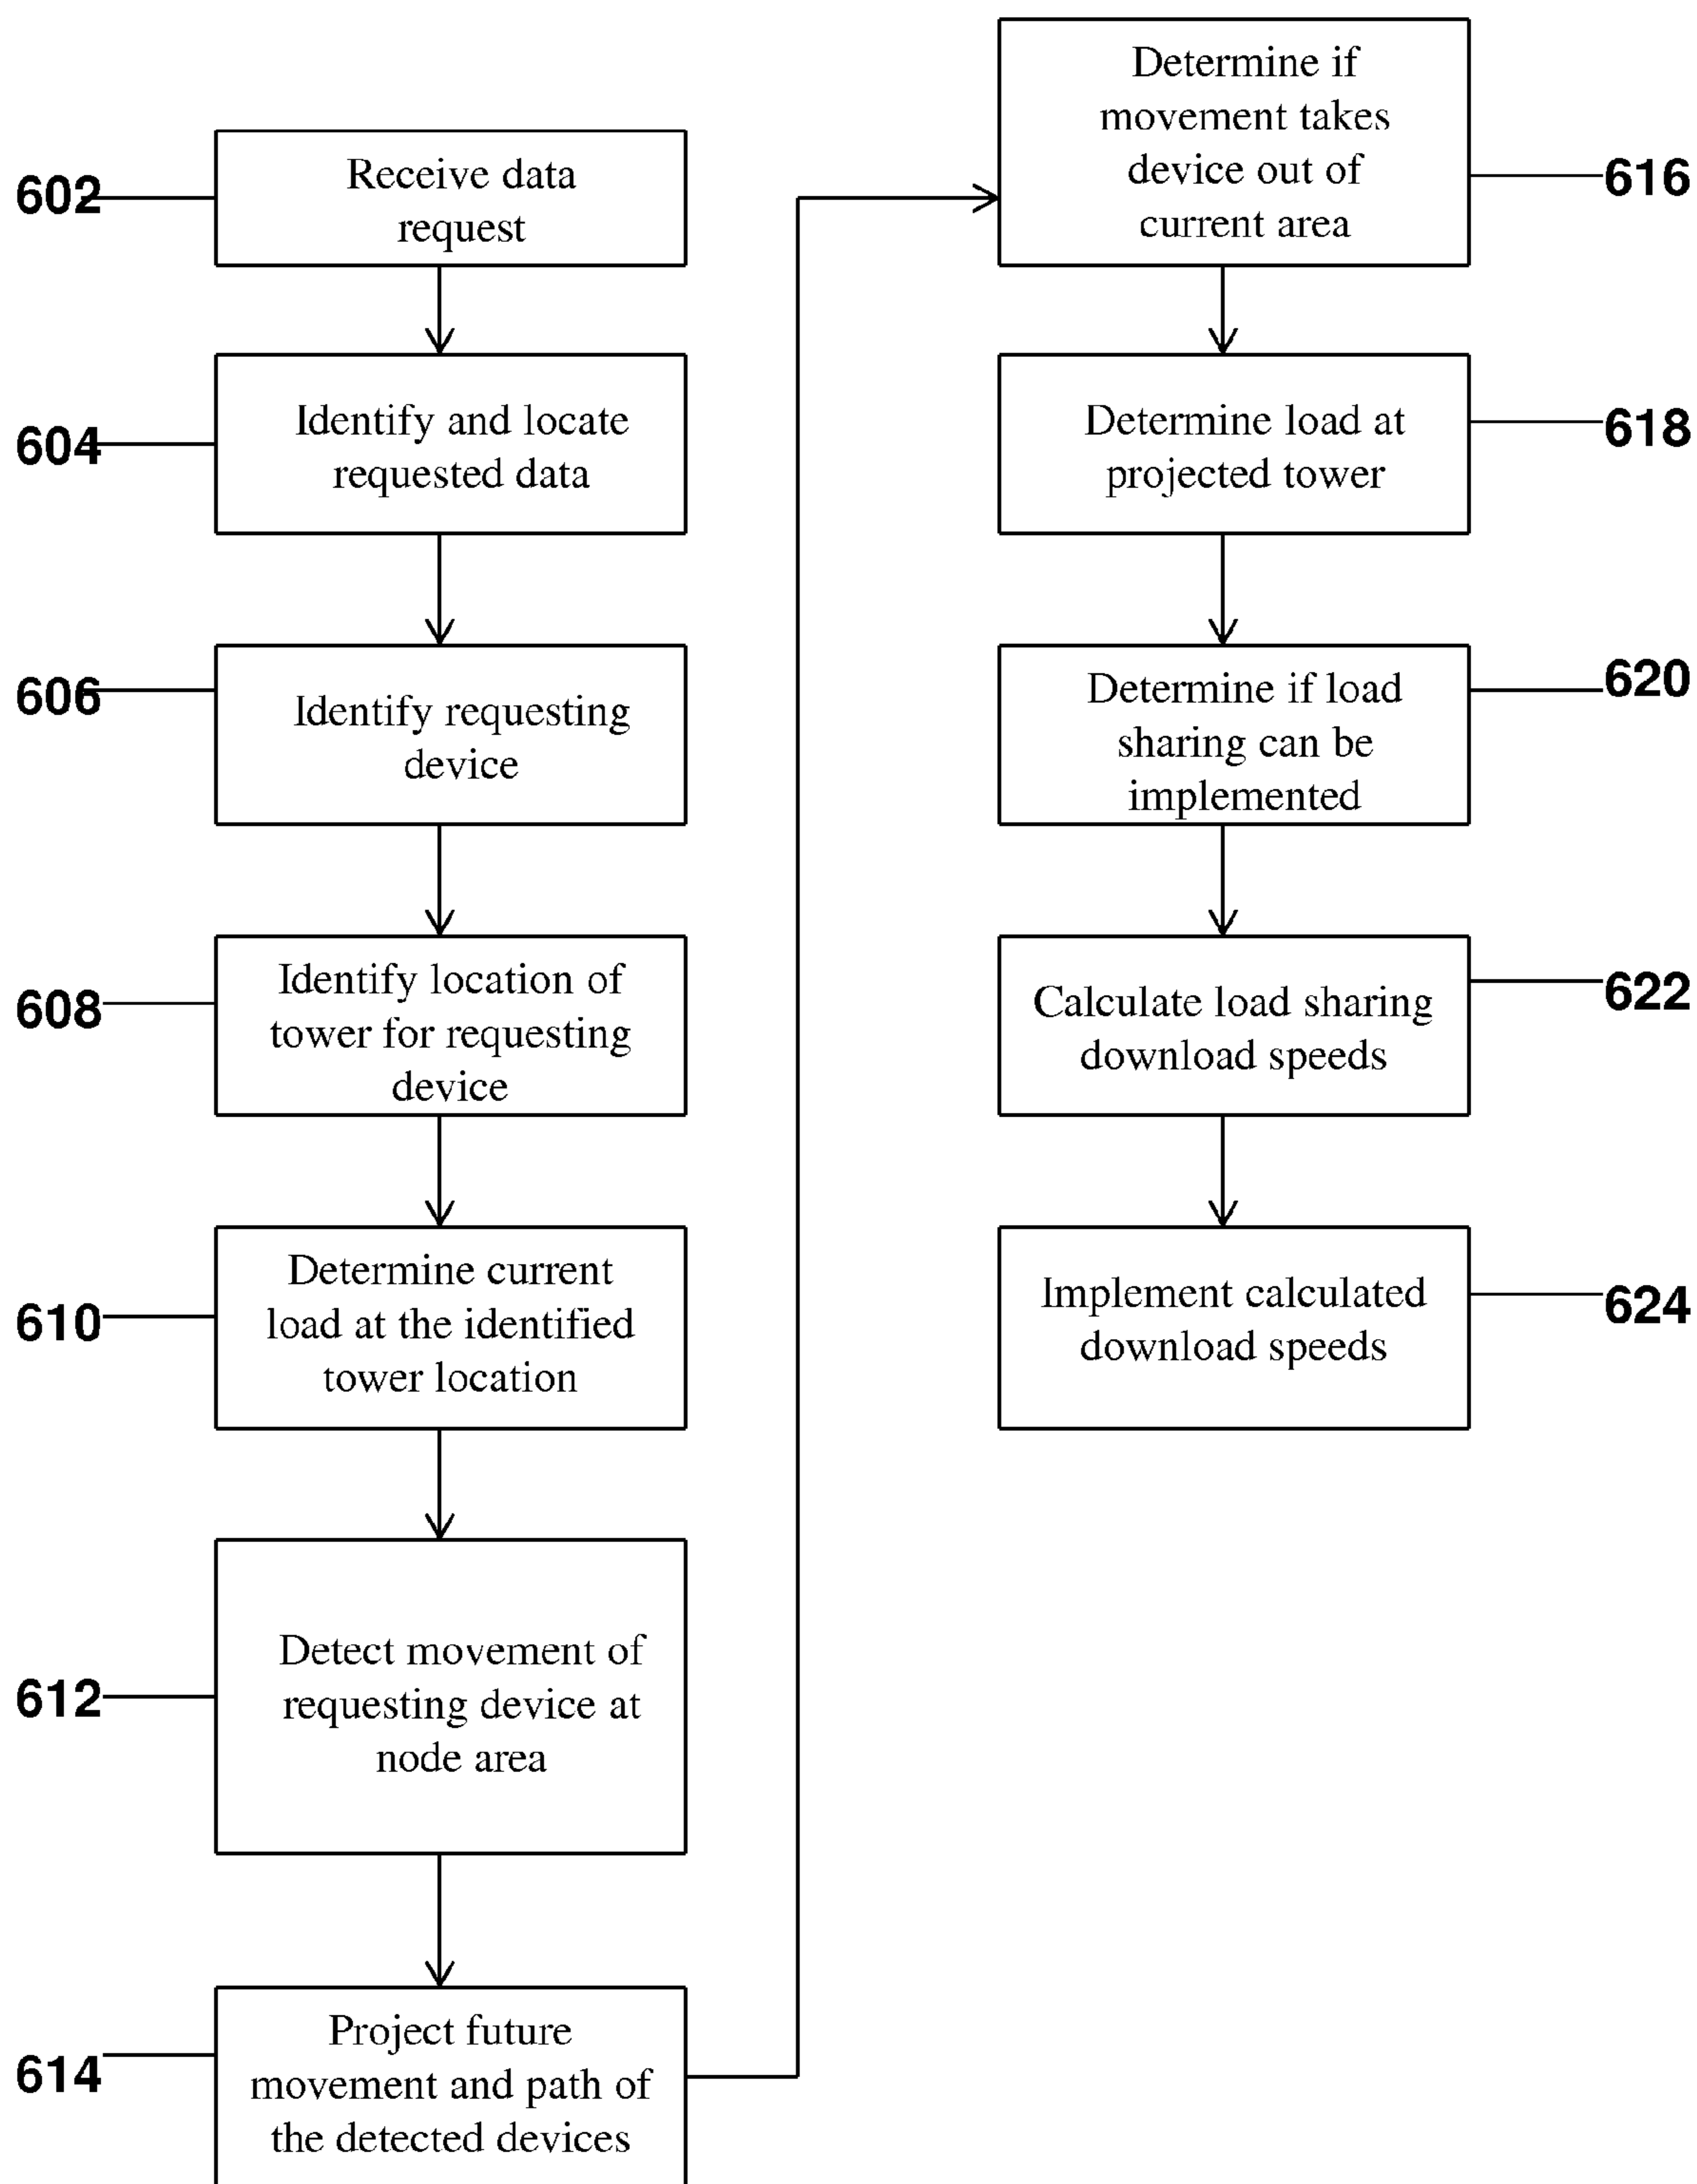 602
Receive data
request
604
Identify and locate
requested data
606
Identify requesting
device
608
Identify location of
tower for requesting
device
610
Determine current
load at the identified
tower location
612
Detect movement of
requesting device at
node area
614
Project future
movement and path of
the detected devices
Determine if
movement takes
device out of
current area
616
Determine load at
projected tower
618
Determine if load
sharing can be
implemented
620
Calculate load sharing
download speeds
622
Implement calculated
download speeds
624